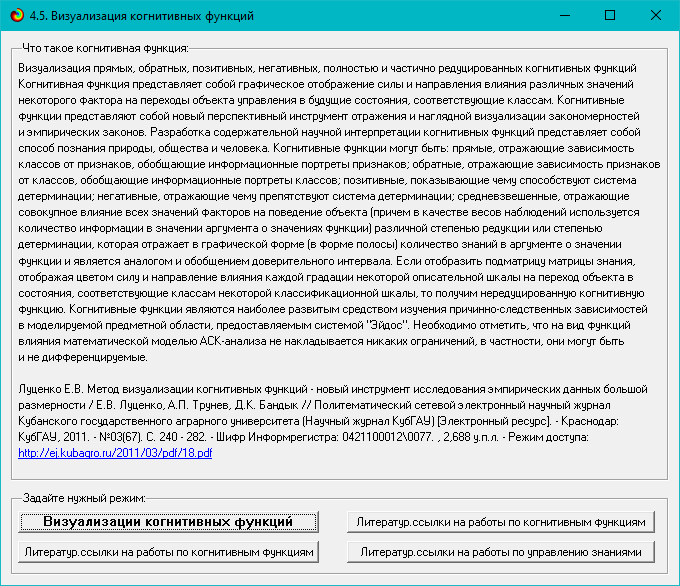 4.5. Визуализация когнитивных функций
Что такое когнитивная функция:
Визуализация прямых, обратных, позитивных, негативных, полностью и частично редуцированных когнитивных функций
Когнитивная функция представляет собой графическое отображение силы и направления влияния различных значений
некоторого фактора на переходы объекта управления в будущие состояния, соответствующие классам. Когнитивные
функции представляют собой новый перспективный инструмент отражения и наглядной визуализации закономерностей
и эмпирических законов. Разработка содержательной научной интерпретации когнитивных функций представляет собой
способ познания природы, общества и человека. Когнитивные функции могут быть: прямые, отражающие зависимость
классов от признаков, обобщающие информационные портреты признаков; обратные, отражающие зависимость признаков
от классов, обобщающие информационные портреты классов; позитивные, показывающие чему способствуют система
детерминации; негативные, отражающие чему препятствуют система детерминации; средневзвешенные, отражающие
совокупное влияние всех значений факторов на поведение объекта (причем в качестве весов наблюдений используется
количество информации в значении аргумента о значениях функции) различной степенью редукции или степенью
детерминации, которая отражает в графической форме (в форме полосы) количество знаний в аргументе о значении
функции и является аналогом и обобщением доверительного интервала. Если отобразить подматрицу матрицы знания,
отображая цветом силу и направление влияния каждой градации некоторой описательной шкалы на переход объекта в
состояния, соответствующие классам некоторой классификационной шкалы, то получим нередуцированную когнитивную
функцию. Когнитивные функции являются наиболее развитым средством изучения причинно-следственных зависимостей
в моделируемой предметной области, предоставляемым системой "Эйдос". Необходимо отметить, что на вид функций
влияния математической моделью АСК-анализа не накладывается никаких ограничений, в частности, они могут быть
и не дифференцируемые.
Луценко Е.В. Метод визуализации когнитивных функций - новый инструмент исследования эмпирических данных большой
размерности / Е.В. Луценко, А.П. Трунев, Д.К. Бандык // Политематический сетевой электронный научный журнал
Кубанского государственного аграрного университета (Научный журнал КубГАУ) [Электронный ресурс]. - Краснодар:
КубГАУ, 2011. - №03(67). С. 240 - 282. - Шифр Информрегистра: 0421100012\0077. , 2,688 у.п.л. - Режим доступа:
http://ej.kubagro.ru/2011/03/pdf/18.pdf
Задайте нужный режим:
Визуализации когнитивных функций
Литератур.ссылки на работы по когнитивным функциям
Литератур.ссылки на работы по когнитивным функциям
Литератур.ссылки на работы по управлению знаниями